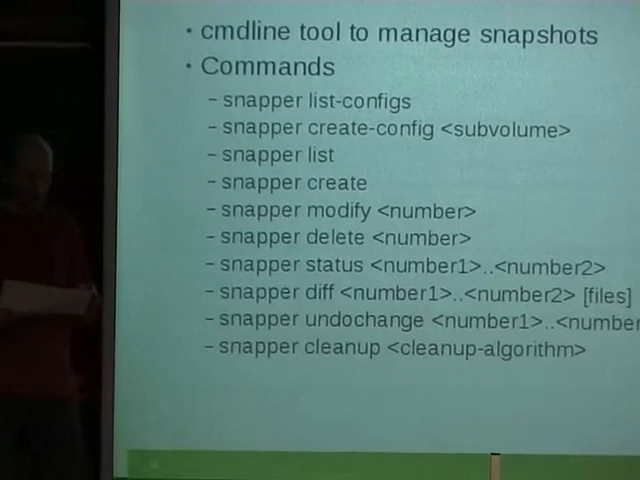 • cmdline tool to manage snapshots
• Commands
– snapper list-configs
– snapper create-config <subvolume>
– snapper list
– snapper create
– snapper modify <number>
– snapper delete <number>
– snapper status <number1>..<number2>
– snapper diff <number1>..<number2> [files]
– snapper undochange <number1>..<number
– snapper cleanup <cleanup-algorithm>